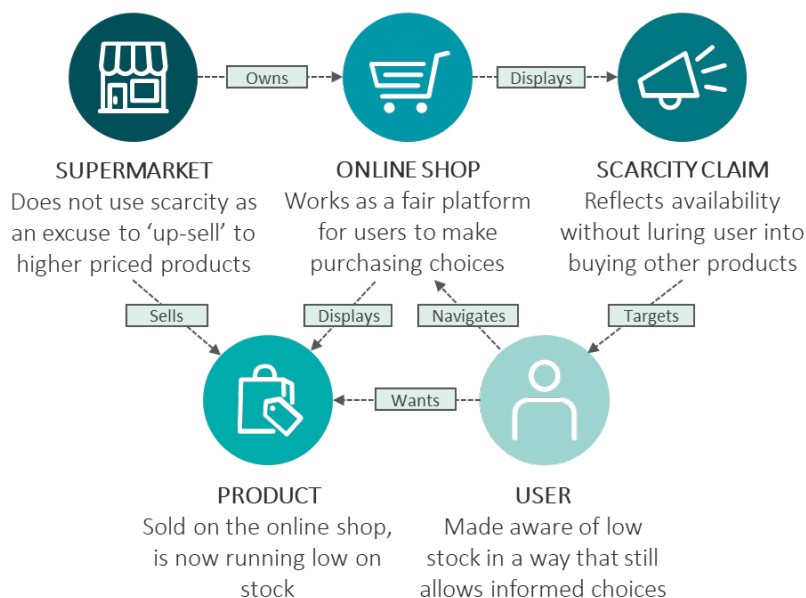 Owns
Displays
SUPERMARKET
Does not use scarcity as
an excuse to ‘up-sell’ to
higher priced products
ONLINE SHOP
Works as a fair platform
for users to make
purchasing choices
SCARCITY CLAIM
Reflects availability
without luring user into
buying other products
Sells
Displays
Navigates
Targets
Wants
PRODUCT
Sold on the online shop,
is now running low on
stock
USER
Made aware of low
stock in a way that still
allows informed choices